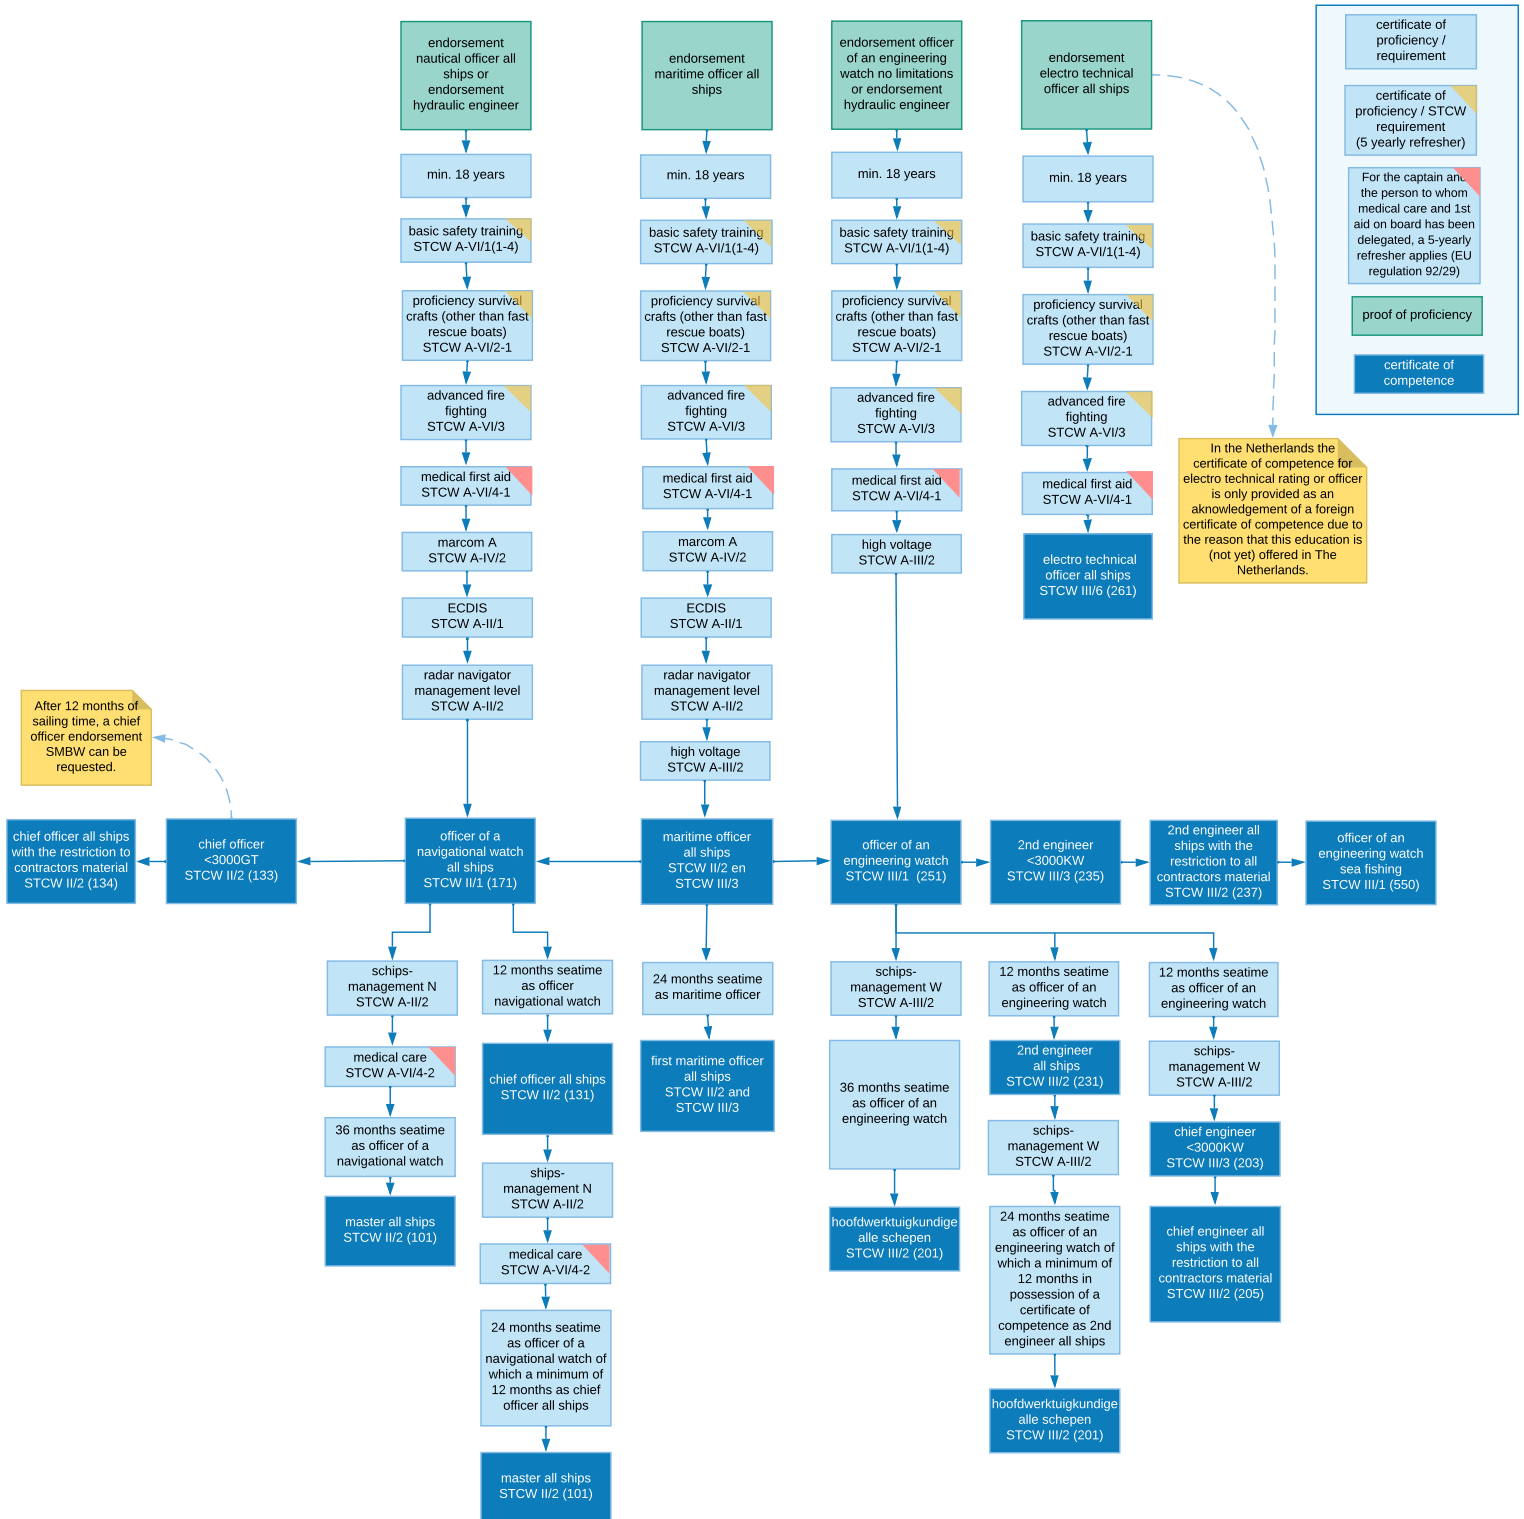 endorsement
nautical officer all
ships or
endorsement
hydraulic engineer
min. 18 years
basic safety training
STCW A-VI/1(1-4)
proficiency survival
crafts (other than fast
rescue boats)
STCW A-VI/2-1
advanced fire
fighting
STCW A-VI/3
medical first aid
STCW A-VI/4-1
marcom A
STCW A-IV/2
ECDIS
STCW A-II/1
radar navigator
management level
STCW A-II/2
endorsement
maritime officer all
ships
min. 18 years
basic safety training
STCW A-VI/1(1-4)
proficiency survival
crafts (other than fast
rescue boats)
STCW A-VI/2-1
advanced fire
fighting
STCW A-VI/3
medical first aid
STCW A-VI/4-1
marcom A
STCW A-IV/2
ECDIS
STCW A-II/1
radar navigator
management level
STCW A-II/2
high voltage
STCW A-III/2
endorsement officer
of an engineering
watch no limitations
or endorsement
hydraulic engineer
min. 18 years
basic safety training
STCW A-VI/1(1-4)
proficiency survival
crafts (other than fast
rescue boats)
STCW A-VI/2-1
advanced fire
fighting
STCW A-VI/3
medical first aid
STCW A-VI/4-1
high voltage
STCW A-III/2
endorsement
electro technical
officer all ships
min. 18 years
basic safety training
STCW A-VI/1(1-4)
proficiency survival
crafts (other than fast
rescue boats)
STCW A-VI/2-1
advanced fire
fighting
STCW A-VI/3
medical first aid
STCW A-VI/4-1
electro technical
officer all ships
STCW III/6 (261)
certificate of
proficiency /
requirement
certificate of
proficiency / STCW
requirement
(5 yearly refresher)
For the captain and
the person to whom
medical care and 1st
aid on board has been
delegated, a 5-yearly
refresher applies (EU
regulation 92/29)
proof of proficiency
certificate of
competence
In the Netherlands the
certificate of competence for
electro technical rating or officer
is only provided as an
aknowledgement of a foreign
certificate of competence due to
the reason that this education is
(not yet) offered in The
Netherlands.
After 12 months of
sailing time, a chief
officer endorsement
SMBW can be
requested.
chief officer all ships
with the restriction to
contractors material
STCW II/2 (134)
chief officer
<3000GT
STCW II/2 (133)
officer of a
navigational watch
all ships
STCW II/1 (171)
maritime officer
all ships
STCW II/2 en
STCW III/3
officer of an
engineering watch
STCW III/1 (251)
2nd engineer
<3000KW
STCW III/3 (235)
2nd engineer all
ships with the
restriction to all
contractors material
STCW III/2 (237)
officer of an
engineering watch
sea fishing
STCW III/1 (550)
schips-
management N
STCW A-II/2
medical care
STCW A-VI/4-2
36 months seatime
as officer of a
navigational watch
master all ships
STCW II/2 (101)
12 months seatime
as officer
navigational watch
chief officer all ships
STCW II/2 (131)
ships-
management N
STCW A-II/2
medical care
STCW A-VI/4-2
24 months seatime
as officer of a
navigational watch of
which a minimum of
12 months as chief
officer all ships
master all ships
STCW II/2 (101)
24 months seatime
as maritime officer
first maritime officer
all ships
STCW II/2 and
STCW III/3
schips-
management W
STCW A-III/2
36 months seatime
as officer of an
engineering watch
hoofdwerktuigkundige
alle schepen
STCW III/2 (201)
12 months seatime
as officer of an
engineering watch
2nd engineer
all ships
STCW III/2 (231)
schips-
management W
STCW A-III/2
24 months seatime
as officer of an
engineering watch of
which a minimum of
12 months in
possession of a
certificate of
competence as 2nd
engineer all ships
hoofdwerktuigkundige
alle schepen
STCW III/2 (201)
12 months seatime
as officer of an
engineering watch
schips-
management W
STCW A-III/2
chief engineer
<3000KW
STCW III/3 (203)
chief engineer all
ships with the
restriction to all
contractors material
STCW III/2 (205)